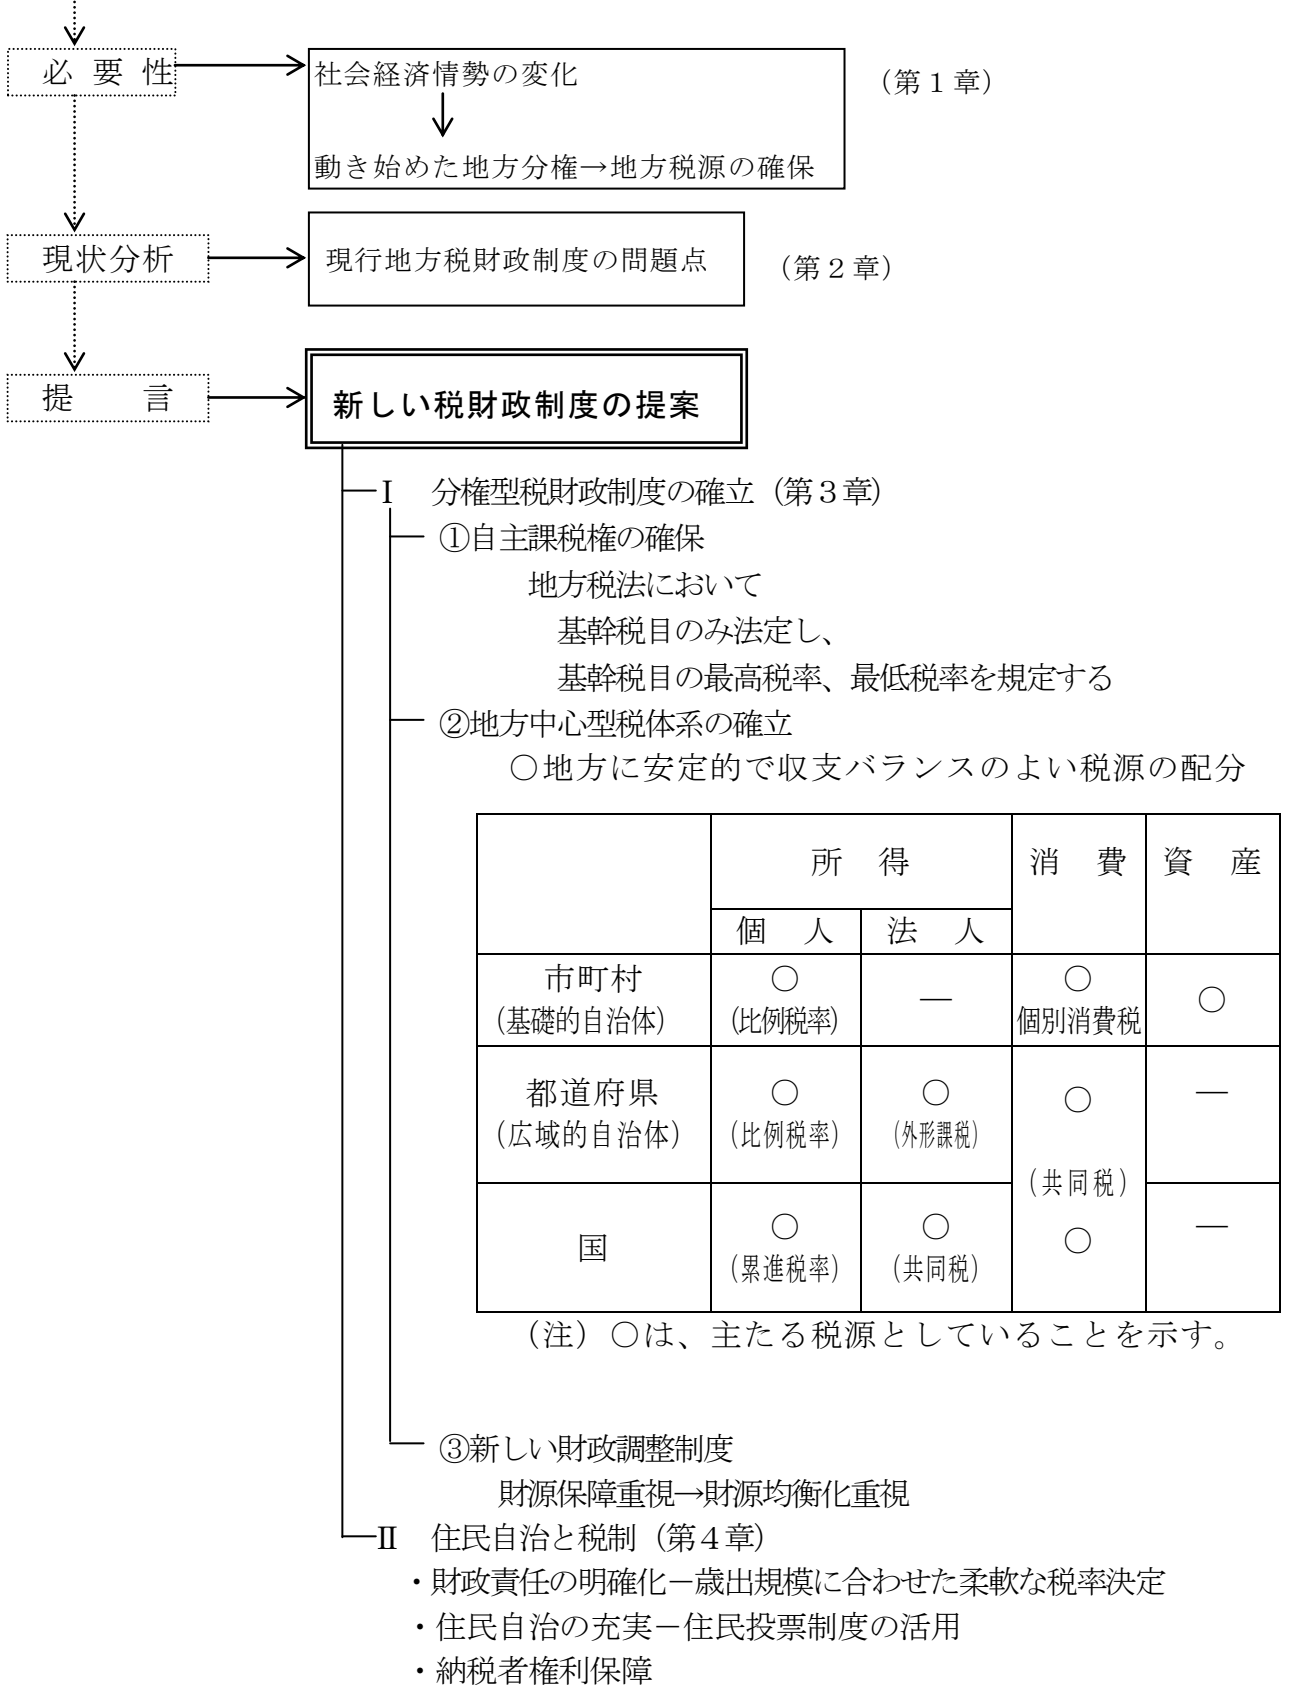 必要性
社会経済情勢の変化
(第1章)
動き始めた地方分権→地方税源の確保
現状分析
現行地方税財政制度の問題点
(第2章)
提言
新しい税財政制度の提案
Ⅰ 分権型税財政制度の確立(第3章)
①自主課税権の確保
地方税法において
基幹税目のみ法定し、
基幹税目の最高税率、最低税率を規定する
②地方中心型税体系の確立
○地方に安定的で収支バランスのよい税源の配分
所得 消費 資産
個人 法人
市町村 ○ ― ○ ○
(基礎的自治体) (比例税率) 個別消費税
都道府県 ○ ○ ○ ―
(広域的自治体) (比例税率) (外形課税)
(共同税)
国 ○ ○ ○ ―
(累進税率) (共同税)
(注)○は、主たる税源としていることを示す。
③新しい財政調整制度
財源保障重視→財源均衡化重視
Ⅱ 住民自治と税制(第4章)
・財政責任の明確化－歳出規模に合わせた柔軟な税率決定
・住民自治の充実－住民投票制度の活用
・納税者権利保障